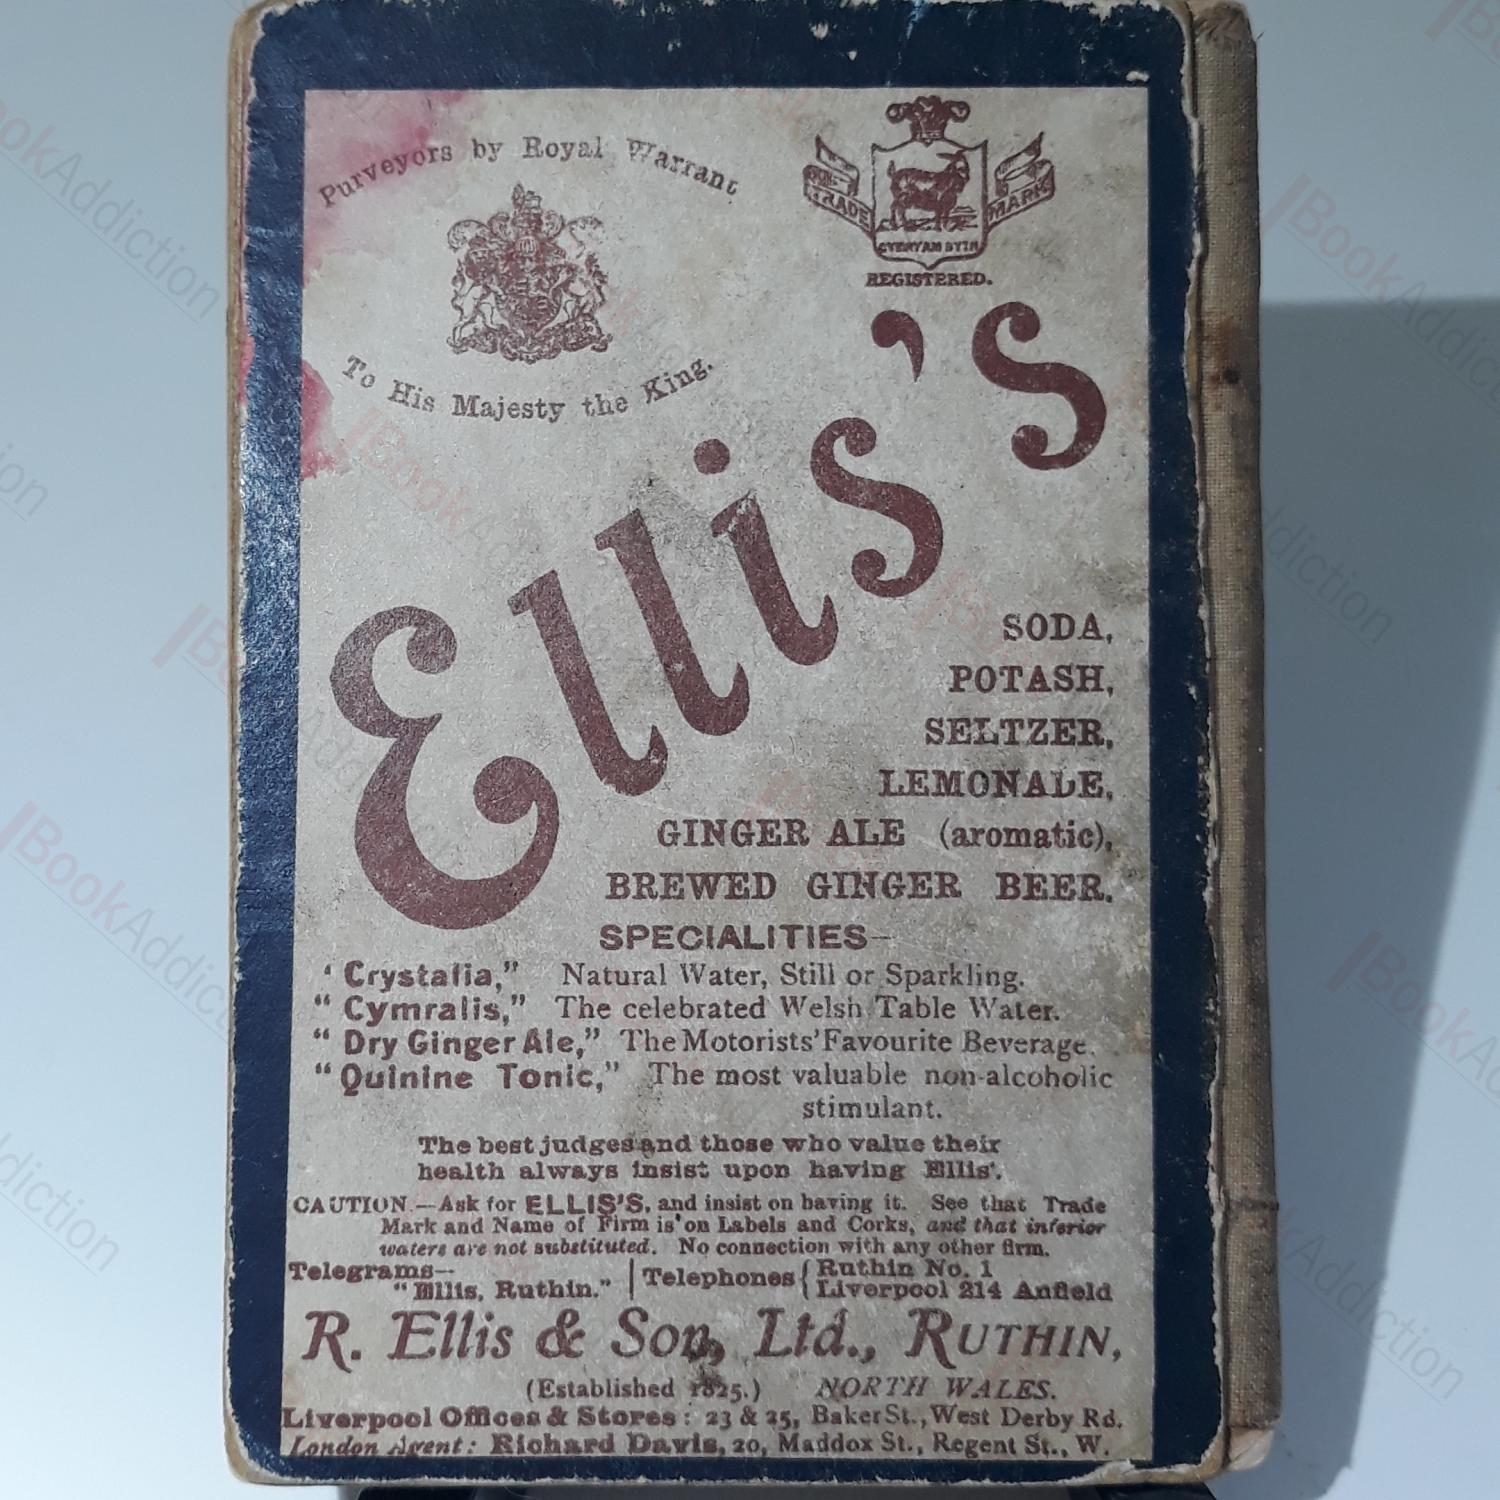 Purveyors by Royal Warrant
To His Majesty the King.
TRADE MARK
REGISTERED.
Ellis's
SODA,
POTASH,
SELTZER,
LEMONADE,
GINGER ALE (aromatic),
BREWED GINGER BEER.
SPECIALITIES—
‘Crystalia,” Natural Water, Still or Sparkling.
“Cymralis,” The celebrated Welsh Table Water.
“Dry Ginger Ale,” The Motorists' Favourite Beverage.
“Quinine Tonic,” The most valuable non-alcoholic
stimulant.
The best judges and those who value their
health always insist upon having Ellis'.
CAUTION.—Ask for ELLIS'S, and insist on having it. See that Trade
Mark and Name of Firm is on Labels and Corks, and that inferior
waters are not substituted. No connection with any other firm.
Telegrams—
“Ellis, Ruthin.”
Telephones { Ruthin No. 1
Liverpool 214 Anfield
R. Ellis & Son, Ltd., RUTHIN,
(Established 1825.) NORTH WALES.
Liverpool Offices & Stores: 23 & 25, Baker St., West Derby Rd.
London Agent: Richard Davis, 20, Maddox St., Regent St., W.
BookAddiction